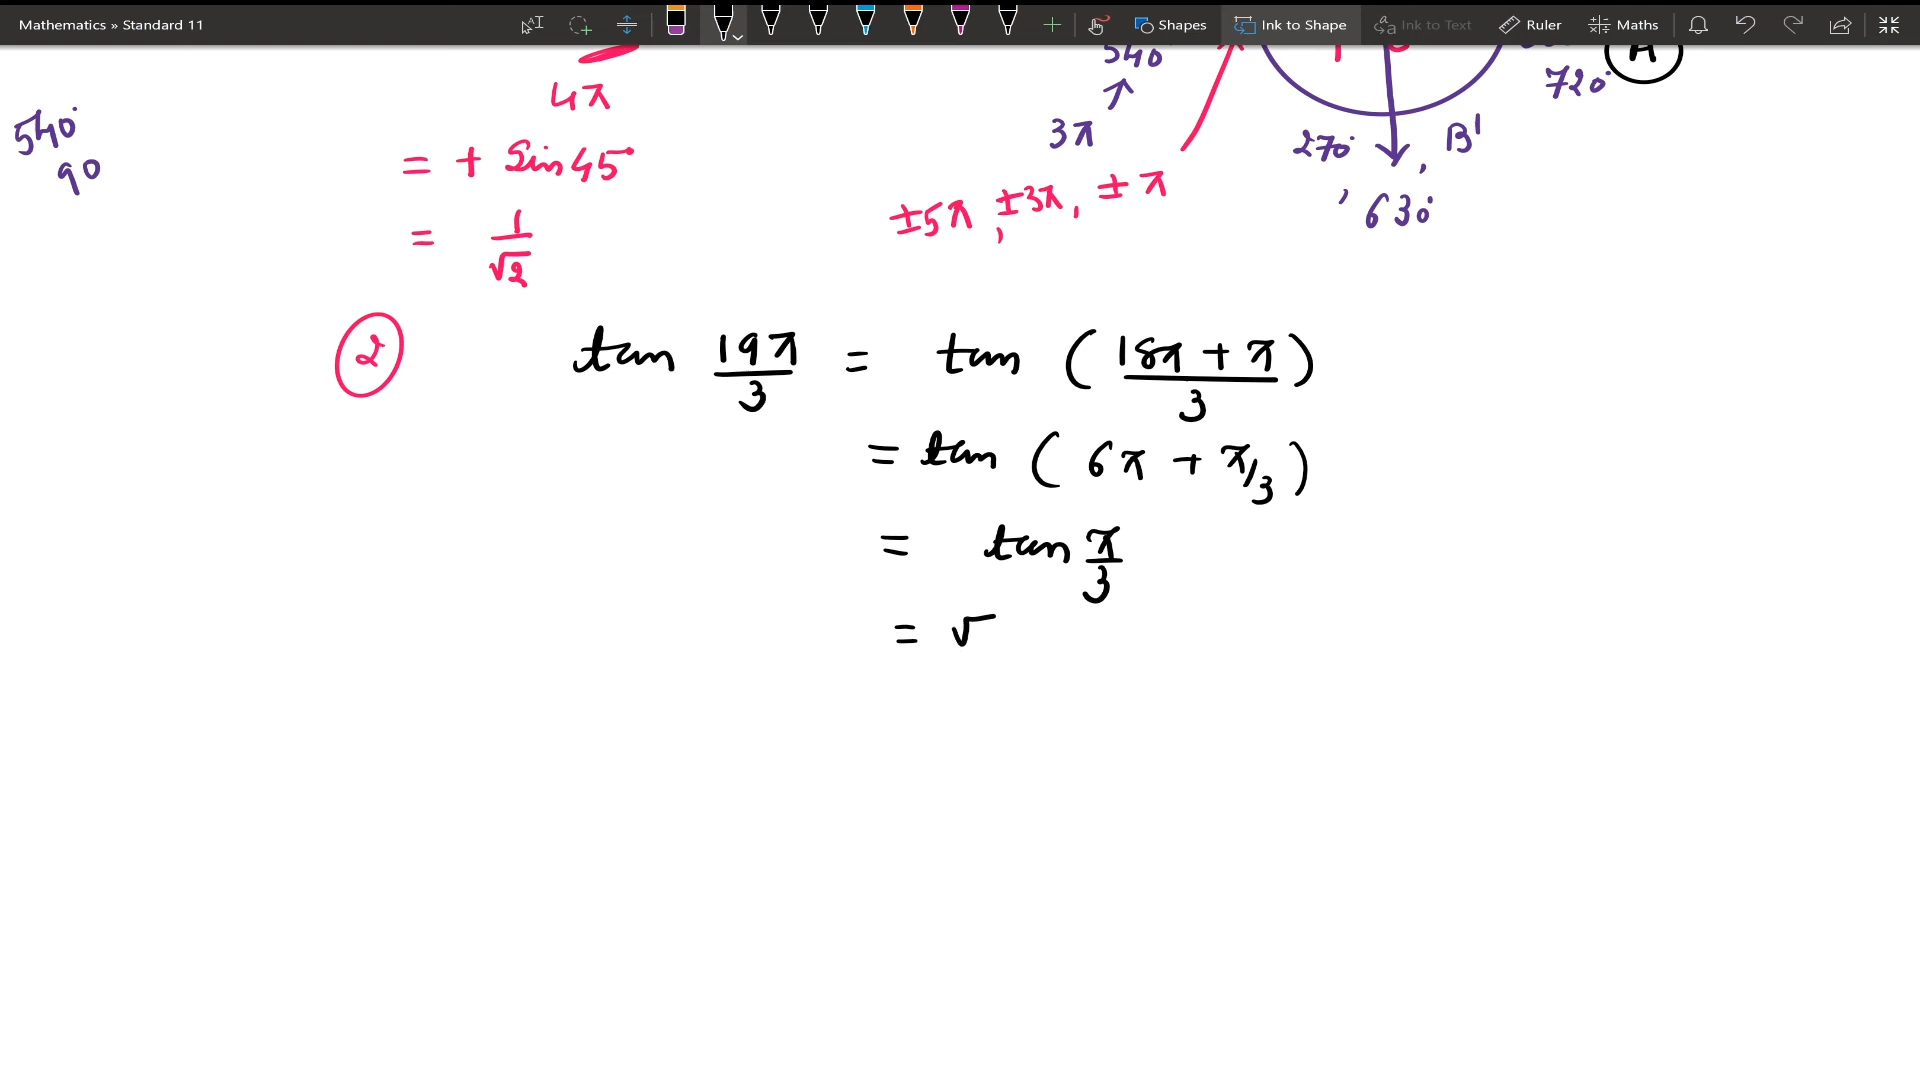 Mathematics » Standard 11
Shapes
Ink to Shape
Ink to Text
Ruler
Maths
540°
720°
A
4π
540°
90
3π
270°, B'
= + Sin 45°
±5π, ±3π, ±π
, 630°
= 1/√2
2 tan 19π/3 = tan (18π + π / 3)
= tan (6π + π/3)
= tan π/3
= √